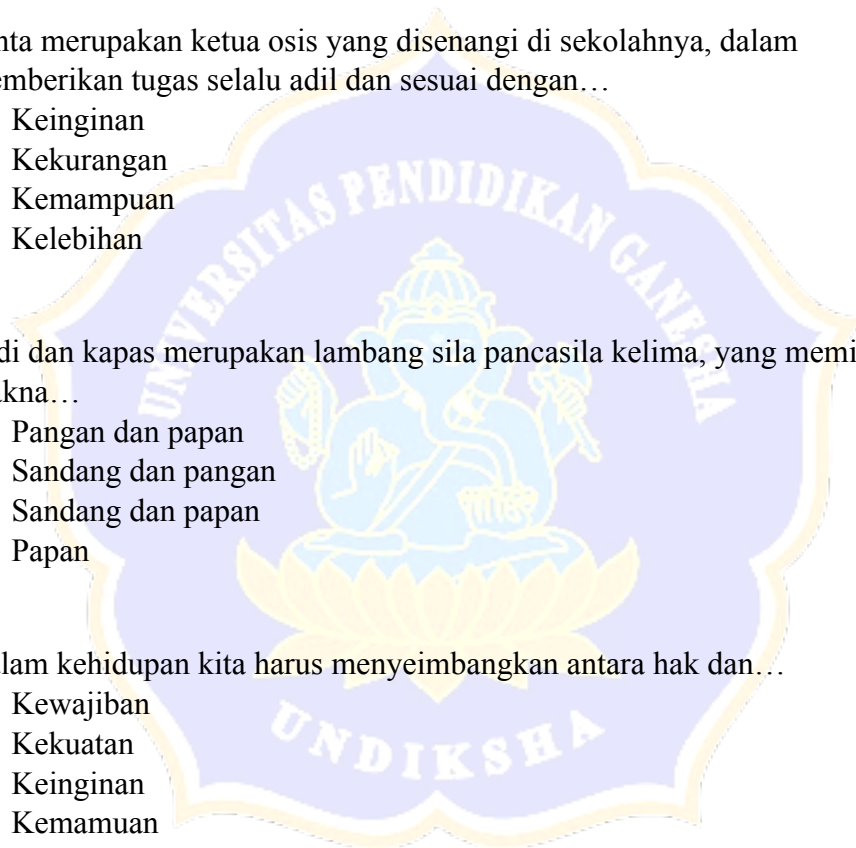 nta merupakan ketua osis yang disenangi di sekolahnya, dalam
emberikan tugas selalu adil dan sesuai dengan…
Keinginan
Kekurangan
Kemampuan
Kelebihan
di dan kapas merupakan lambang sila pancasila kelima, yang memi
akna…
Pangan dan papan
Sandang dan pangan
Sandang dan papan
Papan
alam kehidupan kita harus menyeimbangkan antara hak dan…
Kewajiban
Kekuatan
Keinginan
Kemamuan
UNIVERSITAS PENDIDIKAN GANESHA
UNDIKSHA